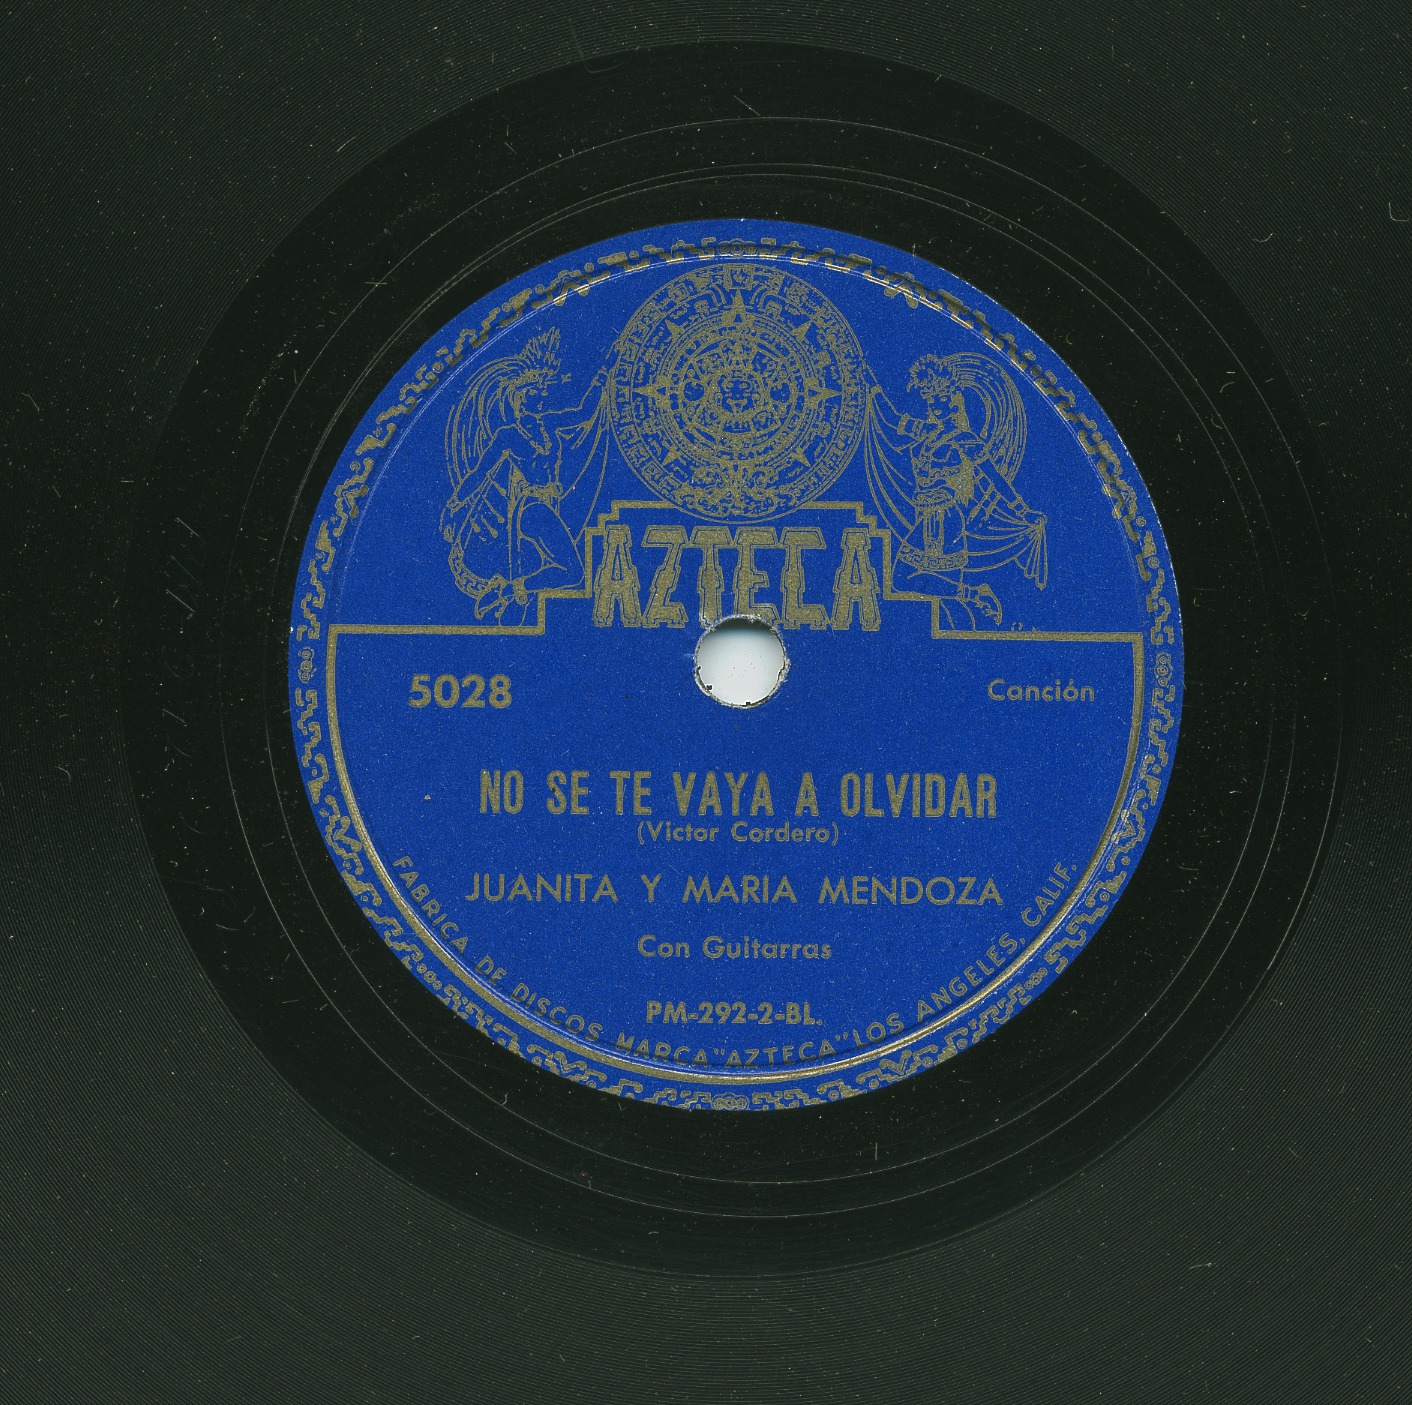 AZTECA
5028
Canción
NO SE TE VAYA A OLVIDAR
(Victor Cordero)
JUANITA Y MARIA MENDOZA
Con Guitarras
PM-292-2-BL.
FABRICA DE DISCOS MARCA "AZTECA" LOS ANGELES, CALIF.